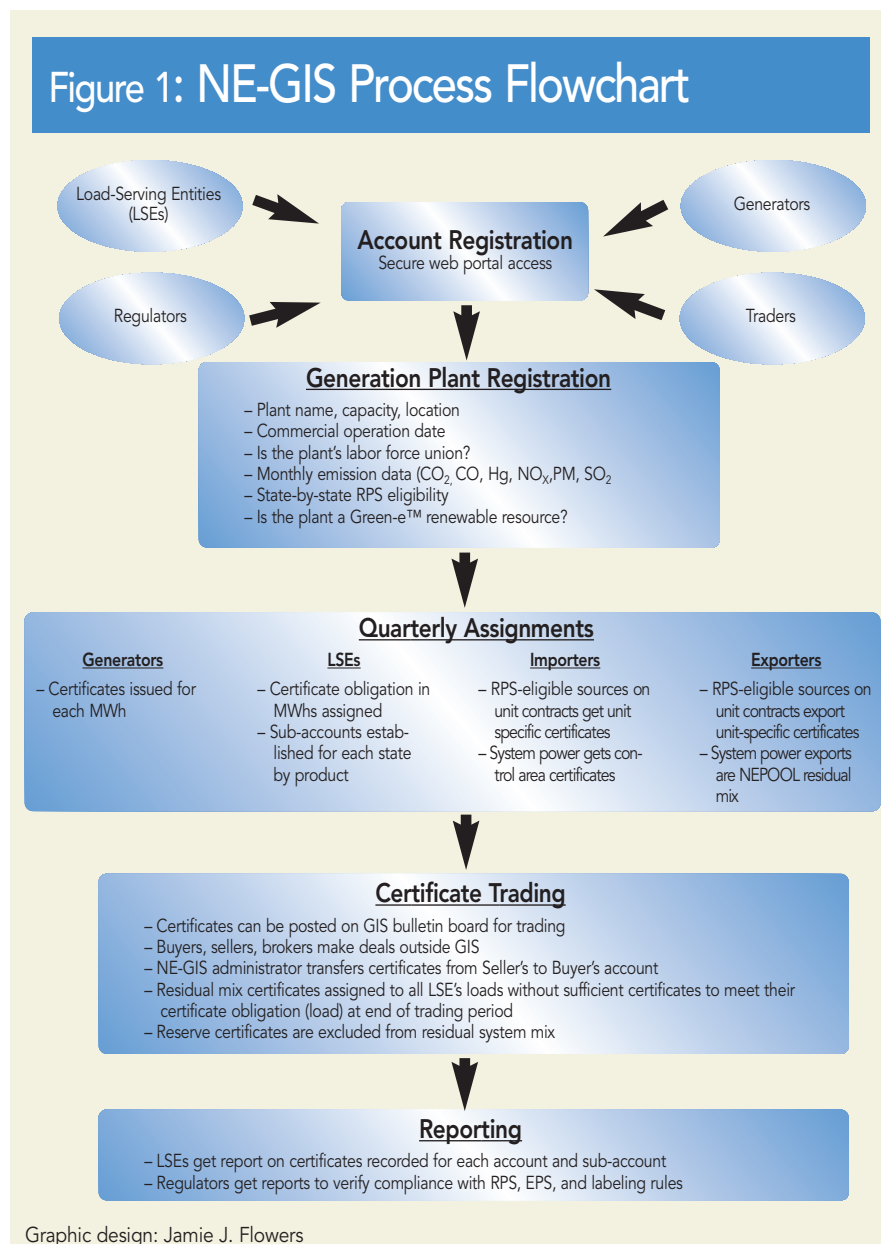 Figure 1: NE-GIS Process Flowchart
Load-Serving Entities
(LSEs)
Generators
Account Registration
Secure web portal access
Regulators
Traders
Generation Plant Registration
– Plant name, capacity, location
– Commercial operation date
– Is the plant's labor force union?
– Monthly emission data (CO2, CO, Hg, NOX,PM, SO2
– State-by-state RPS eligibility
– Is the plant a Green-e™ renewable resource?
Quarterly Assignments
Generators
– Certificates issued for
each MWh
LSEs
– Certificate obligation in
MWhs assigned
– Sub-accounts estab-
lished for each state
by product
Importers
– RPS-eligible sources on
unit contracts get unit
specific certificates
– System power gets con-
trol area certificates
Exporters
– RPS-eligible sources on
unit contracts export
unit-specific certificates
– System power exports
are NEPOOL residual
mix
Certificate Trading
– Certificates can be posted on GIS bulletin board for trading
– Buyers, sellers, brokers make deals outside GIS
– NE-GIS administrator transfers certificates from Seller's to Buyer's account
– Residual mix certificates assigned to all LSE's loads without sufficient certificates to meet their
certificate obligation (load) at end of trading period
– Reserve certificates are excluded from residual system mix
Reporting
– LSEs get report on certificates recorded for each account and sub-account
– Regulators get reports to verify compliance with RPS, EPS, and labeling rules
Graphic design: Jamie J. Flowers